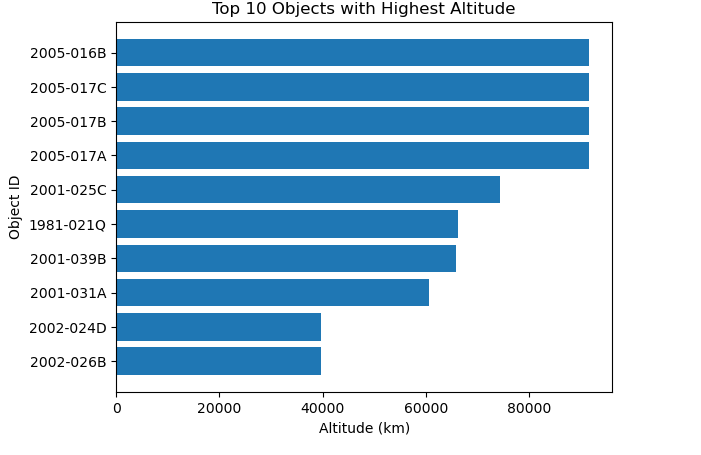 Top 10 Objects with Highest Altitude
Object ID
2005-016B
2005-017C
2005-017B
2005-017A
2001-025C
1981-021Q
2001-039B
2001-031A
2002-024D
2002-026B
0 20000 40000 60000 80000
Altitude (km)